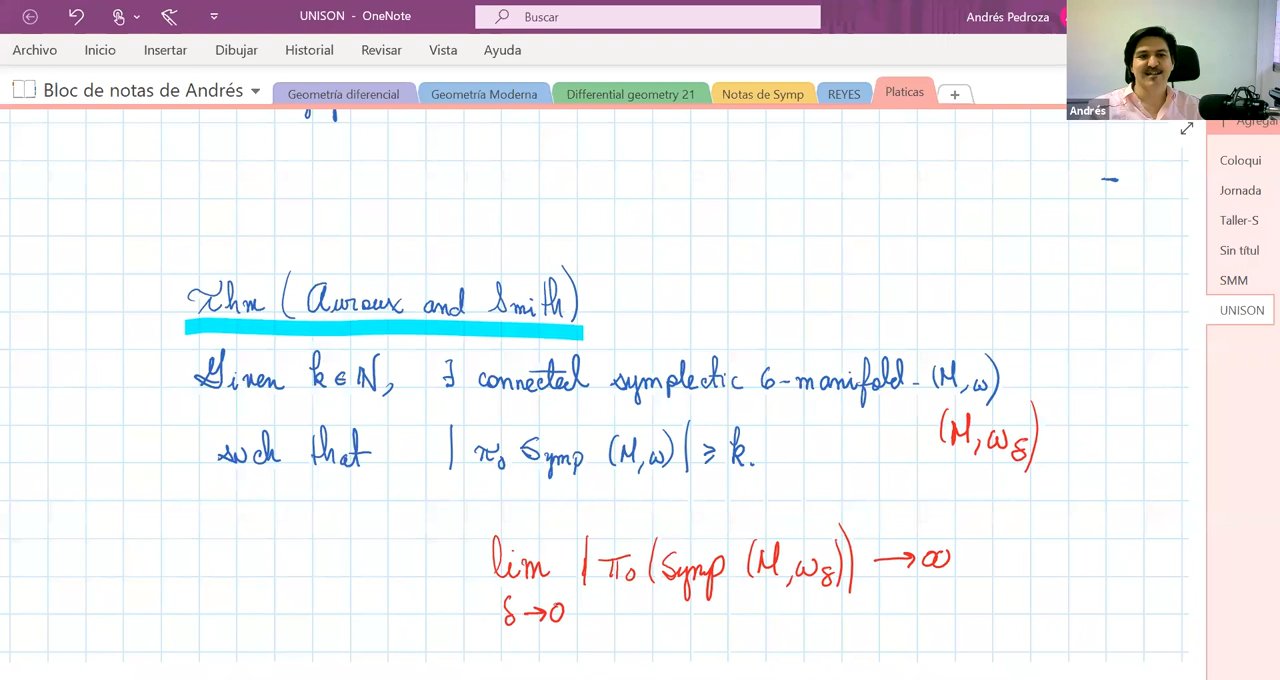 UNISON - OneNote
Buscar
Andrés Pedroza
Archivo Inicio Insertar Dibujar Historial Revisar Vista Ayuda
Bloc de notas de Andrés
Geometría diferencial
Geometría Moderna
Differential geometry 21
Notas de Symp
REYES
Platicas
Andrés
Agregar
Coloqui
Jornada
Taller-S
Sin títul
SMM
UNISON
Thm (Auroux and Smith)
Given k ∈ N, ∃ connected symplectic 6-manifold - (M, ω)
(M, ω_δ)
such that | π₀ Symp (M, ω) | ≥ k.
lim | π₀ (Symp (M, ω_δ)) → ∞
δ → 0